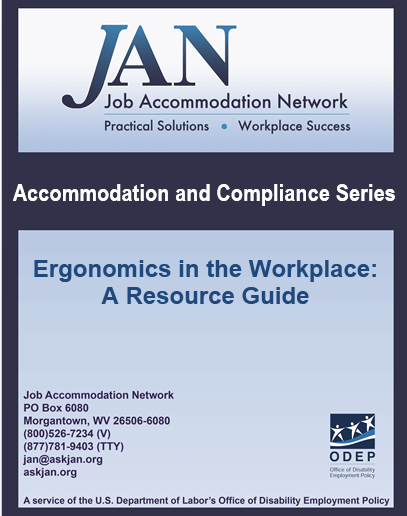 JAN
Job Accommodation Network
Practical Solutions • Workplace Success
Accommodation and Compliance Series
Ergonomics in the Workplace:
A Resource Guide
Job Accommodation Network
PO Box 6080
Morgantown, WV 26506-6080
(800)526-7234 (V)
(877)781-9403 (TTY)
jan@askjan.org
askjan.org
ODEP
Office of Disability
Employment Policy
A service of the U.S. Department of Labor's Office of Disability Employment Policy